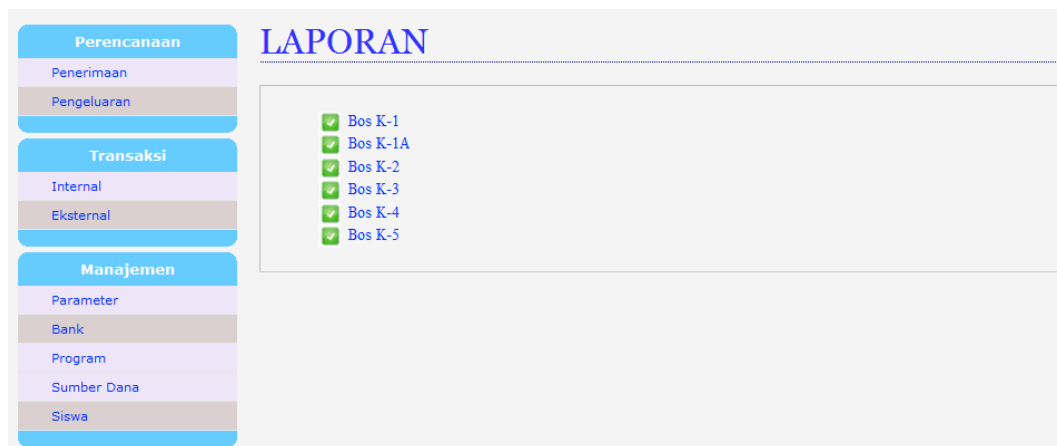 Perencanaan
Penerimaan
Pengeluaran
Transaksi
Internal
Eksternal
Manajemen
Parameter
Bank
Program
Sumber Dana
Siswa
LAPORAN
Bos K-1
Bos K-1A
Bos K-2
Bos K-3
Bos K-4
Bos K-5